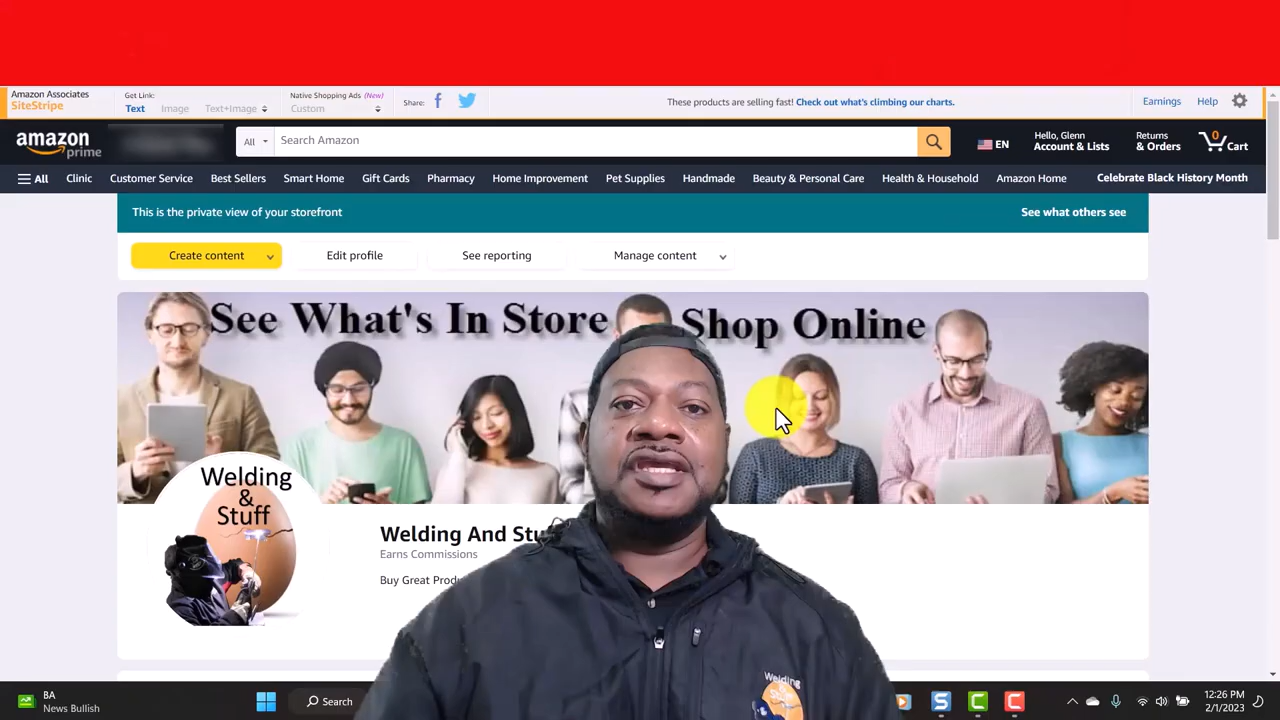 Amazon Associates
SiteStripe
Get Link:
Text Image Text+Image
Native Shopping Ads (New)
Custom
Share:
These products are selling fast! Check out what's climbing our charts.
Earnings Help
amazon
prime
All
Search Amazon
EN
Hello, Glenn
Account & Lists
Returns
& Orders
0
Cart
All Clinic Customer Service Best Sellers Smart Home Gift Cards Pharmacy Home Improvement Pet Supplies Handmade Beauty & Personal Care Health & Household Amazon Home Celebrate Black History Month
This is the private view of your storefront See what others see
Create content Edit profile See reporting Manage content
See What's In Store Shop Online
Welding
&
Stuff
Welding And
Earns Commissions
Buy Great
Welding
BA
News Bullish
Search
12:26 PM
2/1/2023